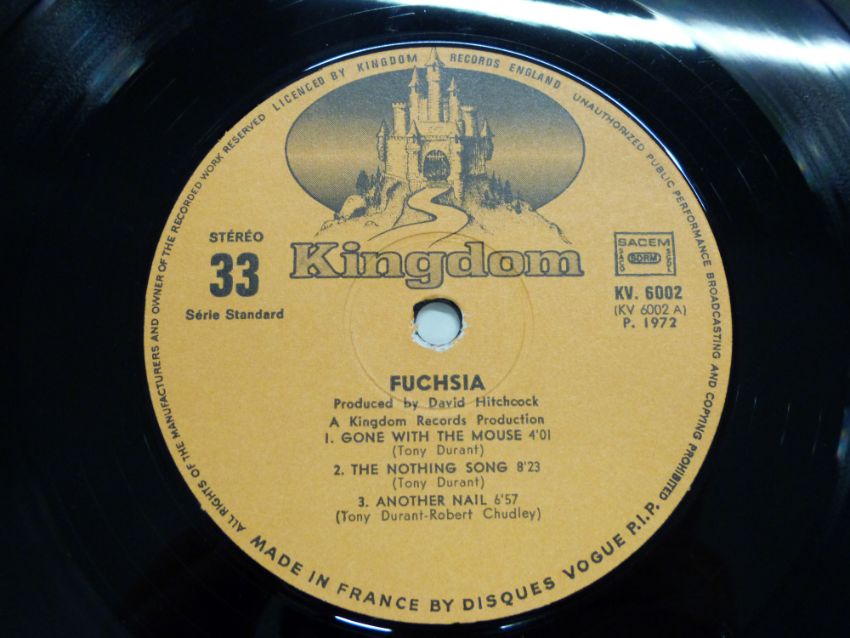 ALL RIGHTS OF THE MANUFACTURERS AND OWNER OF THE RECORDED WORK RESERVED LICENCED BY KINGDOM RECORDS ENGLAND UNAUTHORIZED PUBLIC PERFORMANCE BROADCASTING AND COPYING PROHIBITED
Kingdom
STÉRÉO
33
Série Standard
SACEM
SACD SDRM SGDL
KV. 6002
(KV 6002 A)
P. 1972
FUCHSIA
Produced by David Hitchcock
A Kingdom Records Production
1. GONE WITH THE MOUSE 4'01
(Tony Durant)
2. THE NOTHING SONG 8'23
(Tony Durant)
3. ANOTHER NAIL 6'57
(Tony Durant-Robert Chudley)
MADE IN FRANCE BY DISQUES VOGUE P.I.P.